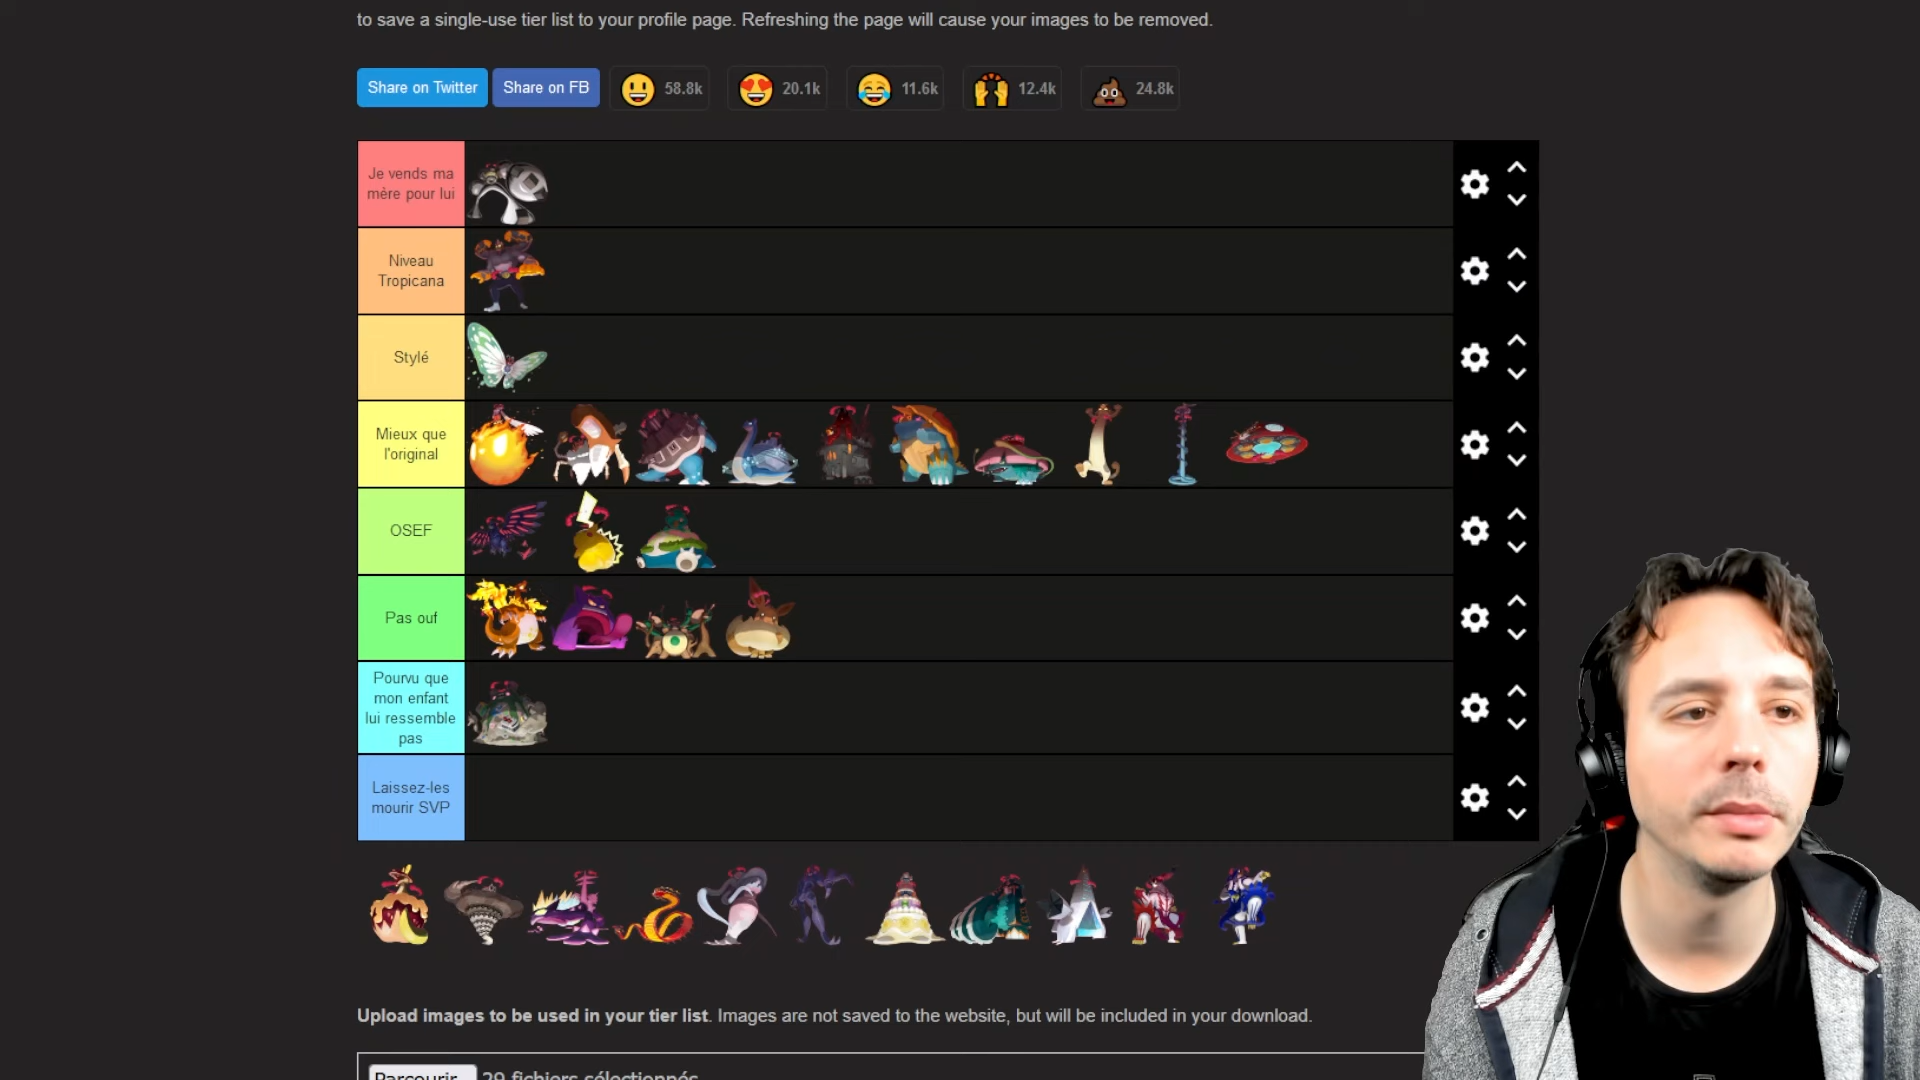 to save a single-use tier list to your profile page. Refreshing the page will cause your images to be removed.
Share on Twitter Share on FB 58.8k 20.1k 11.6k 12.4k 24.8k
Je vends ma
mère pour lui
Niveau
Tropicana
Stylé
Mieux que
l'original
OSEF
Pas ouf
Pourvu que
mon enfant
lui ressemble
pas
Laissez-les
mourir SVP
Upload images to be used in your tier list. Images are not saved to the website, but will be included in your download.
Parcourir... 29 fichiers sélectionnés.